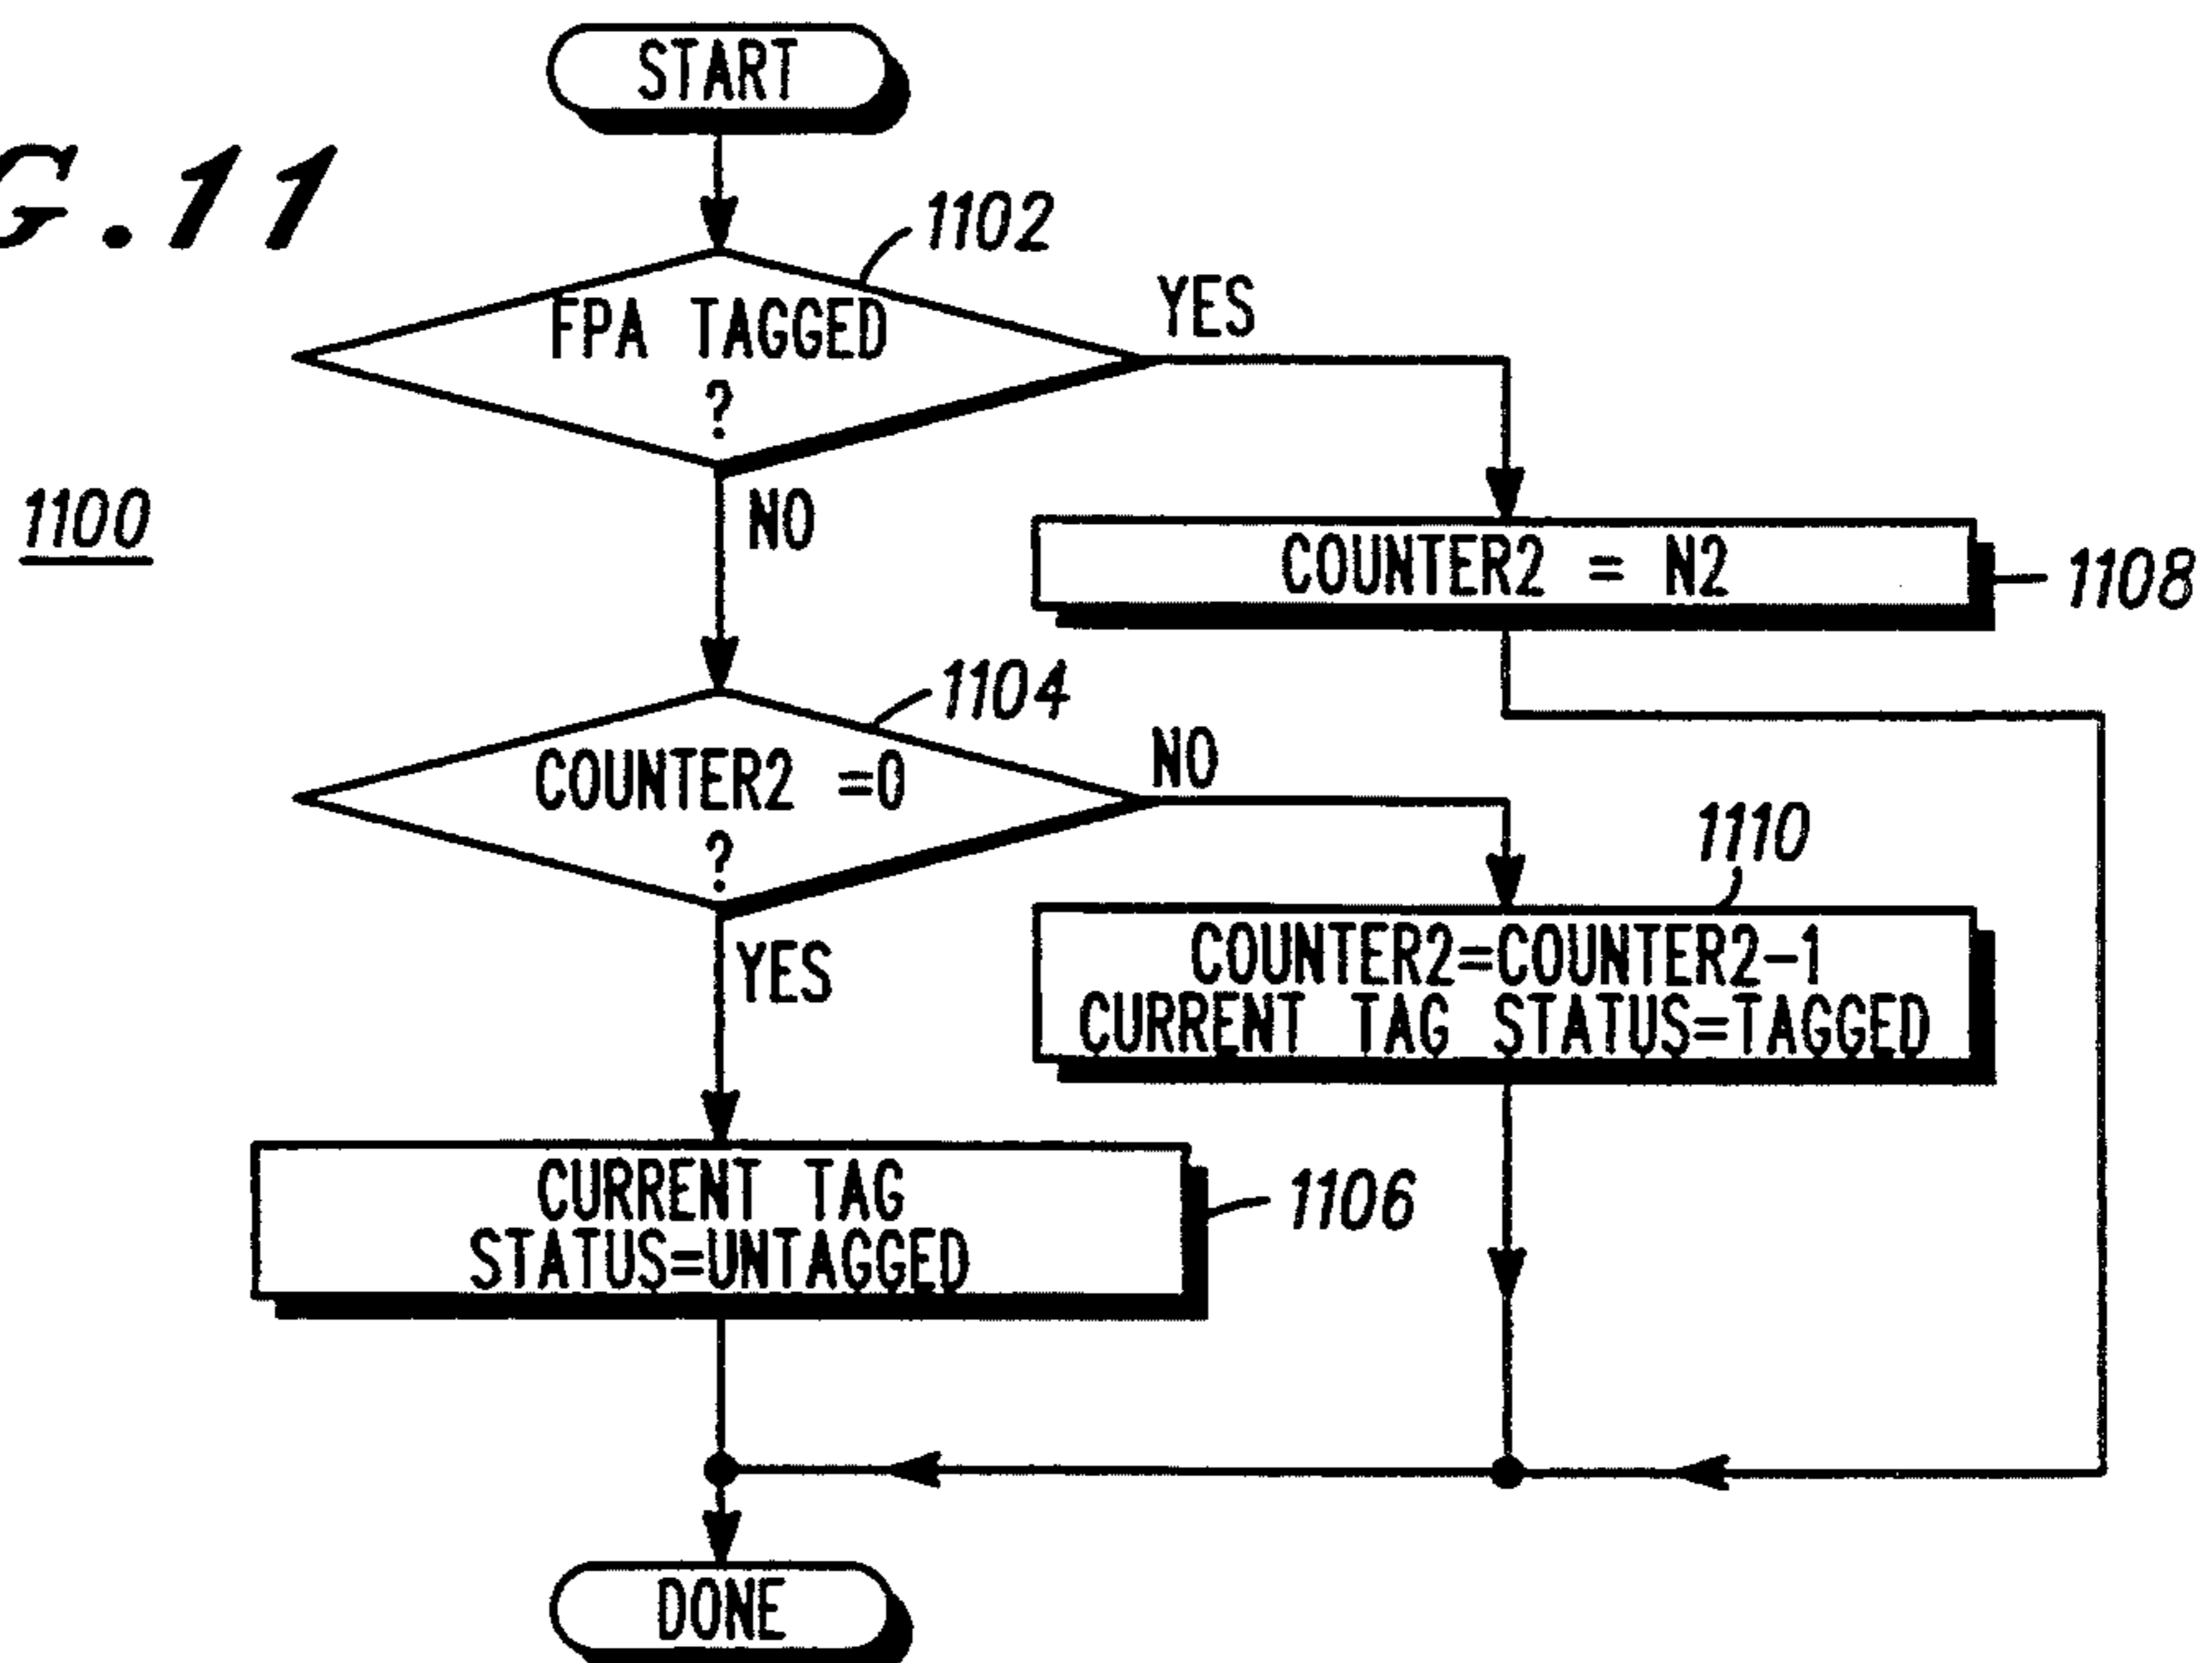 START
G.11
1102
FPA TAGGED
?
YES
NO
1100
COUNTER2 = N2
1108
1104
COUNTER2 =0
?
NO
YES
1110
COUNTER2=COUNTER2-1
CURRENT TAG STATUS=TAGGED
CURRENT TAG
STATUS=UNTAGGED
1106
DONE